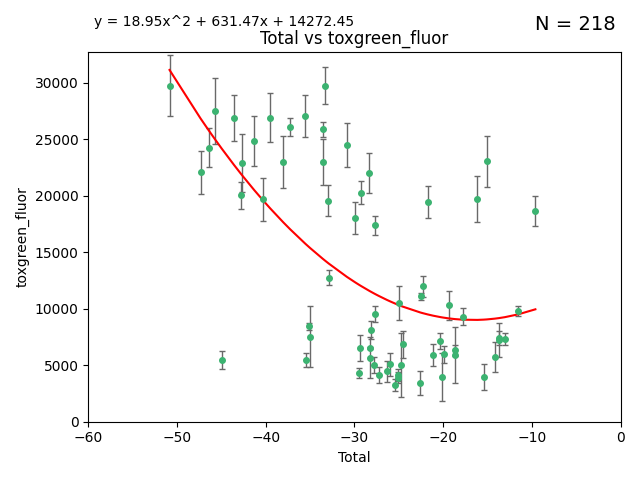 y = 18.95x^2 + 631.47x + 14272.45
N = 218
Total vs toxgreen_fluor
30000
25000
20000
15000
10000
5000
0
toxgreen_fluor
−60
−50
−40
−30
−20
−10
0
Total